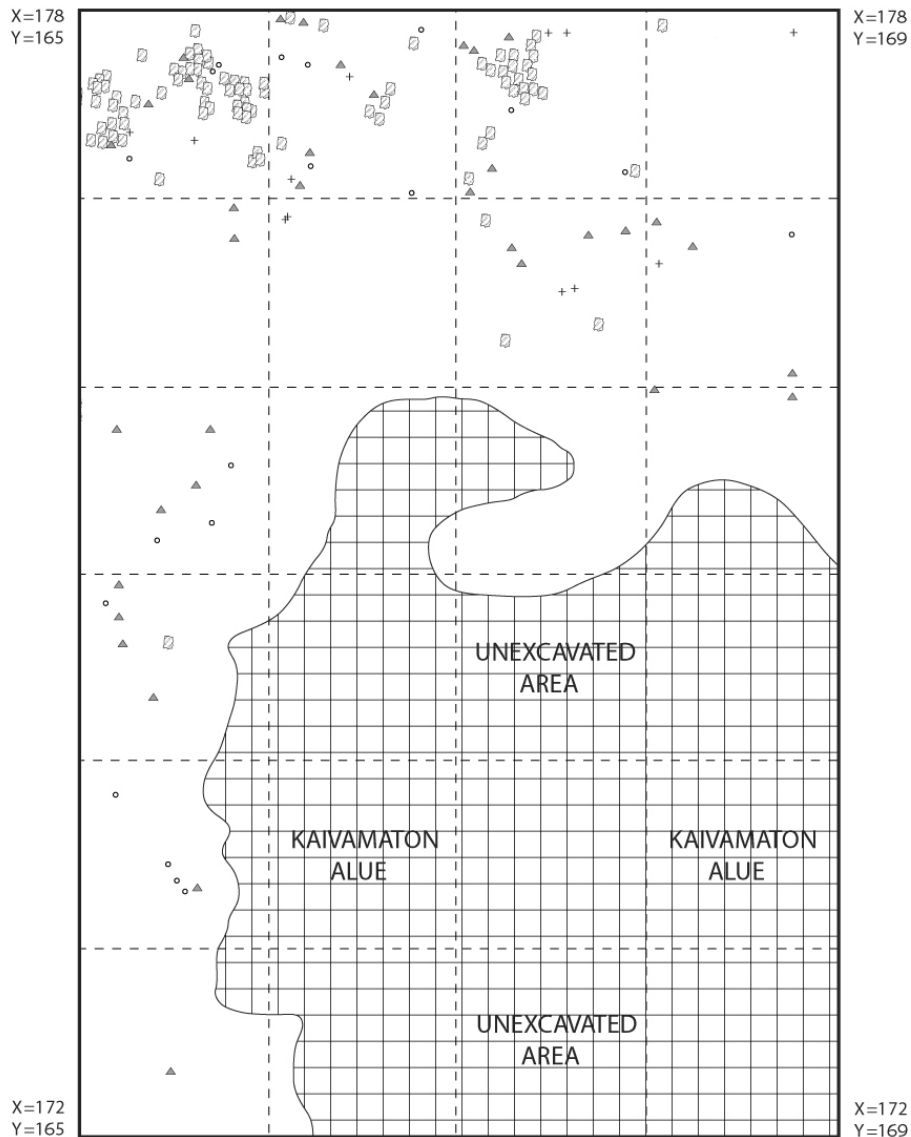 X=178
Y=165
X=178
Y=169
UNEXCAVATED
AREA
KAIVAMATON
ALUE
KAIVAMATON
ALUE
UNEXCAVATED
AREA
X=172
Y=165
X=172
Y=169